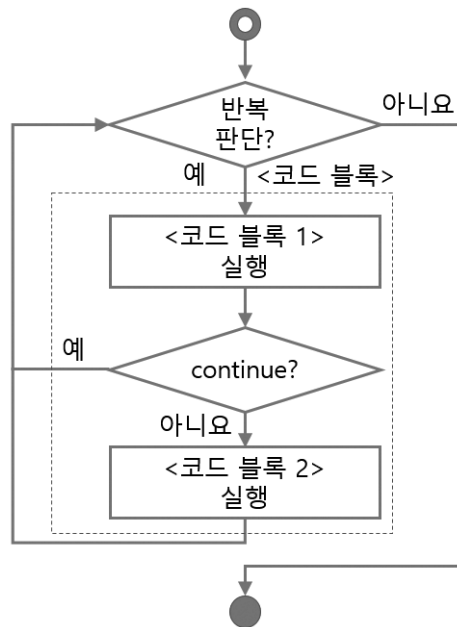 반복
판단?
아니요
예
<코드 블록>
<코드 블록 1>
실행
예
continue?
아니요
<코드 블록 2>
실행